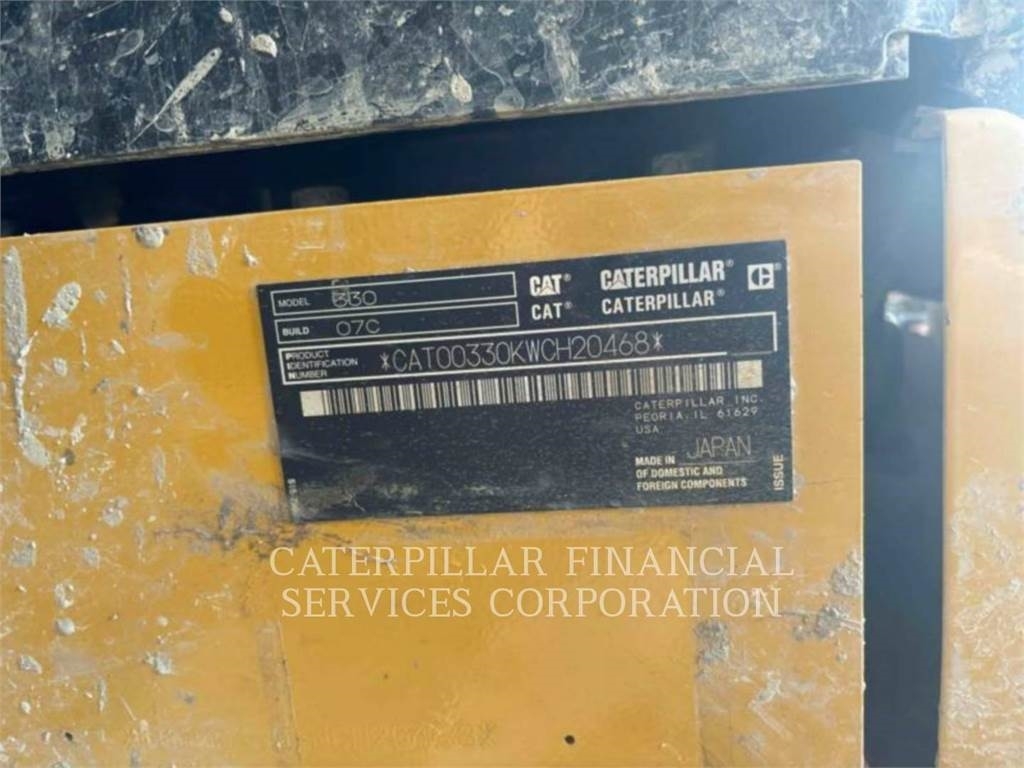 MODEL 330
BUILD 07C
CAT® CATERPILLAR® C®
CAT® CATERPILLAR®
PRODUCT
IDENTIFICATION
NUMBER
*CAT00330KWCH20468*
CATERPILLAR INC.
PEORIA, IL 61629
USA
MADE IN JAPAN
OF DOMESTIC AND
FOREIGN COMPONENTS
ISSUE
CATERPILLAR FINANCIAL
SERVICES CORPORATION